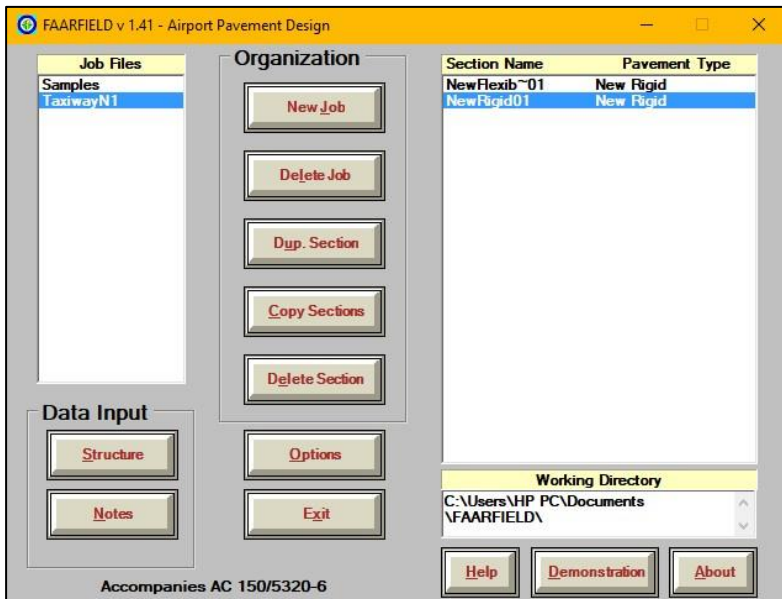 FAARFIELD v 1.41 - Airport Pavement Design
Job Files
Samples
TaxiwayN1
Organization
New Job
Delete Job
Dup. Section
Copy Sections
Delete Section
Section Name Pavement Type
NewFlexib~01 New Rigid
NewRigid01 New Rigid
Data Input
Structure
Notes
Options
Exit
Working Directory
C:\Users\HP PC\Documents
\FAARFIELD\
Help
Demonstration
About
Accompanies AC 150/5320-6